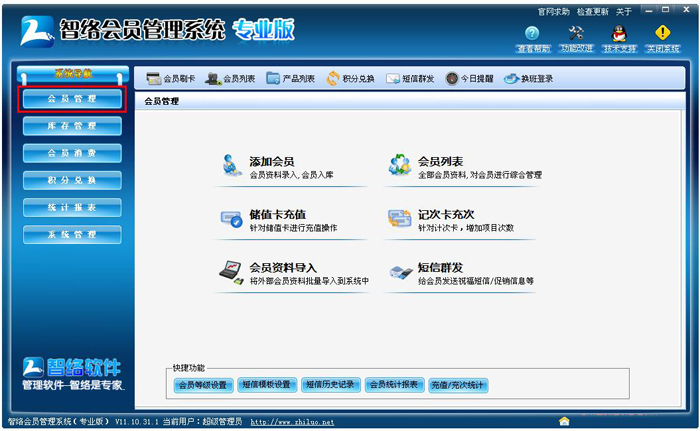 官网求助 检查更新 关于
智络会员管理系统 专业版
查看帮助 功能改进 技术支持 关闭系统
系统导航
会员管理
库存管理
会员消费
积分兑换
统计报表
系统管理
会员刷卡 会员列表 产品列表 积分兑换 短信群发 今日提醒 换班登录
会员管理
添加会员
会员资料录入,会员入库
会员列表
全部会员资料,对会员进行综合管理
储值卡充值
针对储值卡进行充值操作
记次卡充次
针对计次卡，增加项目次数
会员资料导入
将外部会员资料批量导入到系统中
短信群发
给会员发送祝福短信/促销信息等
快捷功能
会员等级设置 短信模板设置 短信历史记录 会员统计报表 充值/充次统计
智络软件
管理软件—智络是专家
智络会员管理系统(专业版) V11.10.31.1 当前用户：超级管理员 http://www.zhiluo.net